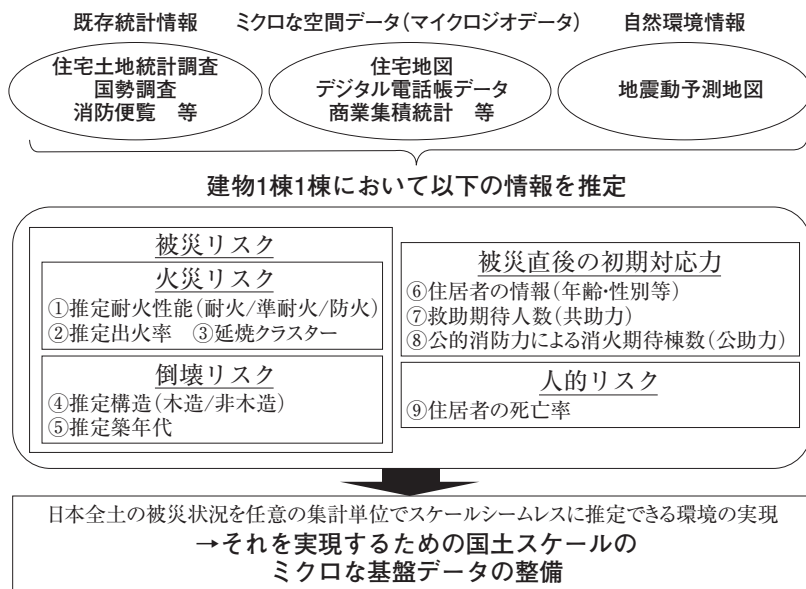 既存統計情報
ミクロな空間データ(マイクロジオデータ)
自然環境情報
住宅土地統計調査
国勢調査
消防便覧 等
住宅地図
デジタル電話帳データ
商業集積統計 等
地震動予測地図
建物1棟1棟において以下の情報を推定
被災リスク
火災リスク
①推定耐火性能(耐火/準耐火/防火)
②推定出火率 ③延焼クラスター
倒壊リスク
④推定構造(木造/非木造)
⑤推定築年代
被災直後の初期対応力
⑥住居者の情報(年齢・性別等)
⑦救助期待人数(共助力)
⑧公的消防力による消火期待棟数(公助力)
人的リスク
⑨住居者の死亡率
日本全土の被災状況を任意の集計単位でスケールシームレスに推定できる環境の実現
→それを実現するための国土スケールの
ミクロな基盤データの整備